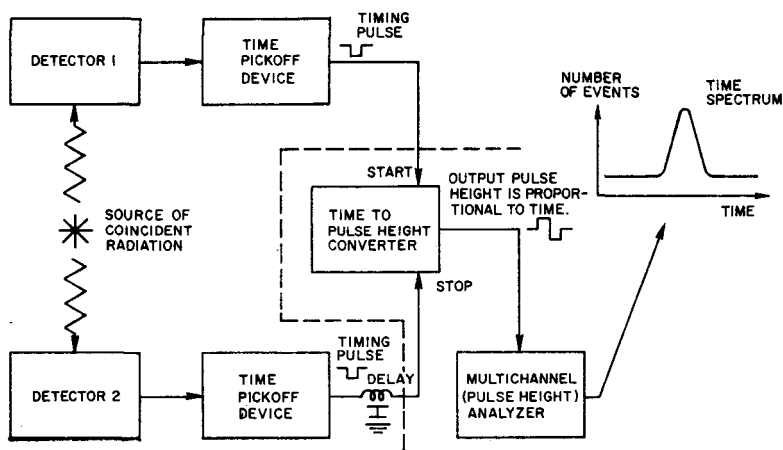 DETECTOR 1
TIME
PICKOFF
DEVICE
TIMING
PULSE
NUMBER
OF EVENTS
TIME
SPECTRUM
TIME
START
OUTPUT PULSE
HEIGHT IS PROPOR-
TIONAL TO TIME.
TIME TO
PULSE HEIGHT
CONVERTER
SOURCE OF
COINCIDENT
RADIATION
STOP
TIMING
PULSE
DELAY
DETECTOR 2
TIME
PICKOFF
DEVICE
MULTICHANNEL
(PULSE HEIGHT)
ANALYZER